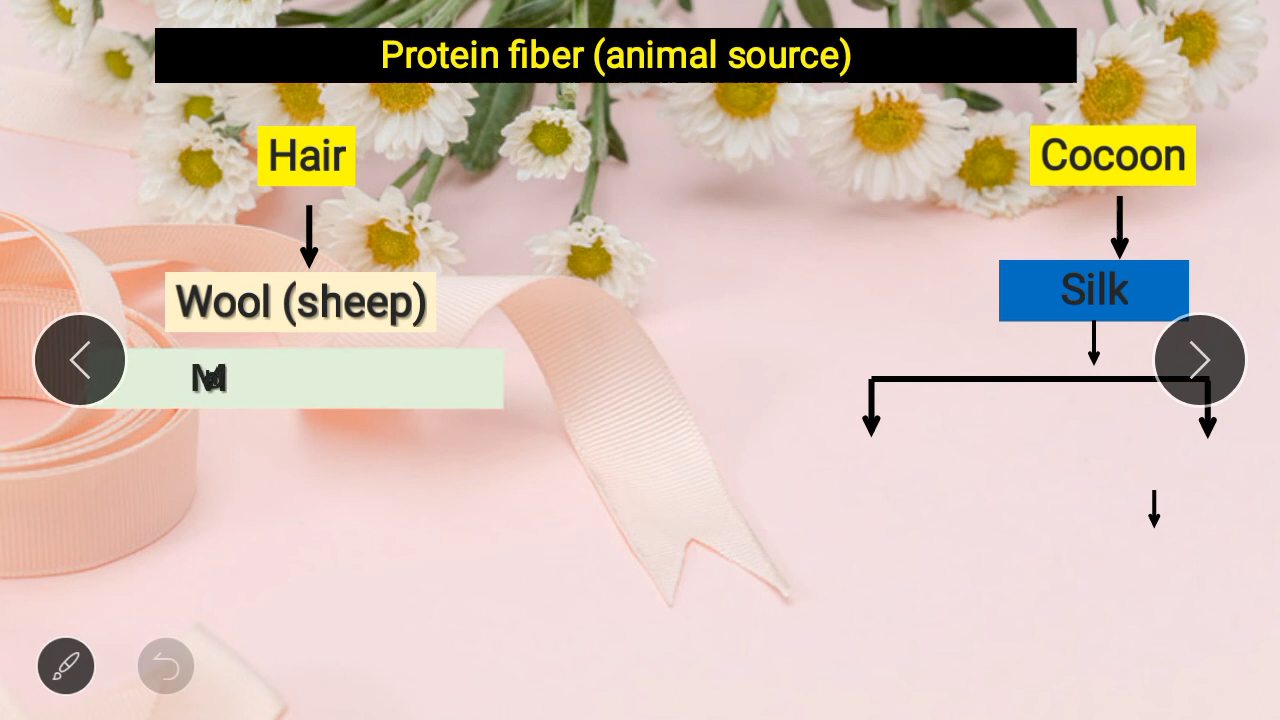 Protein fiber (animal source)
Hair
Cocoon
Wool (sheep)
Silk